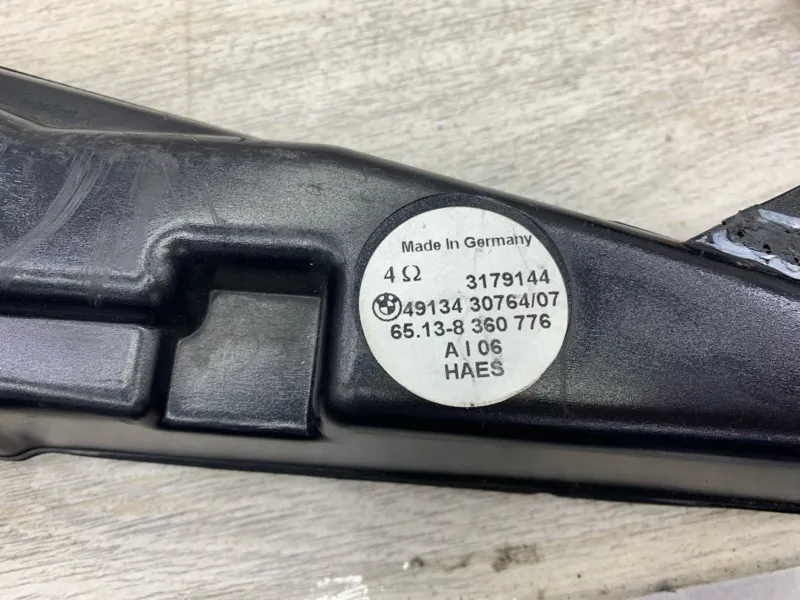 Made In Germany
4 Ω 3179144
49134 30764/07
65.13-8 360 776
A I 06
HAES